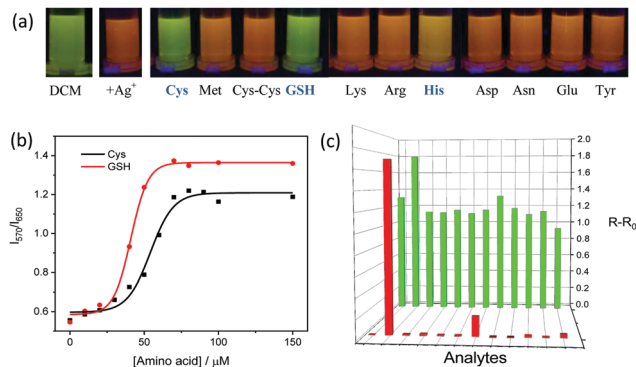 (a)
DCM +Ag⁺ Cys Met Cys-Cys GSH Lys Arg His Asp Asn Glu Tyr
(b)
Cys
GSH
I₅₇₀/I₆₅₀
1.4
1.2
1.0
0.8
0.6
0 50 100 150
[Amino acid] / μM
(c)
2.0
1.8
1.6
1.4
1.2
1.0
0.8
0.6
0.4
0.2
0.0
R-R₀
Analytes